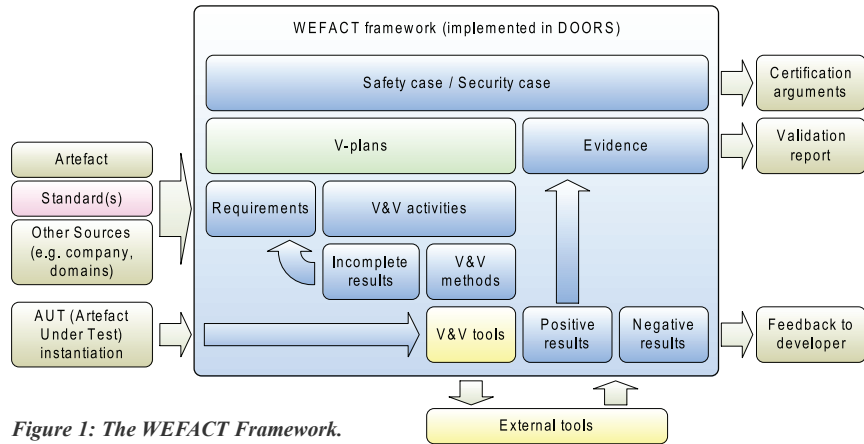 WEFACT framework (implemented in DOORS)
Safety case / Security case
Certification
arguments
V-plans
Evidence
Validation
report
Artefact
Standard(s)
Other Sources
(e.g. company,
domains)
Requirements
V&V activities
Incomplete
results
V&V
methods
AUT (Artefact
Under Test)
instantiation)
V&V tools
Positive
results
Negative
results
Feedback to
developer
External tools
Figure 1: The WEFACT Framework.